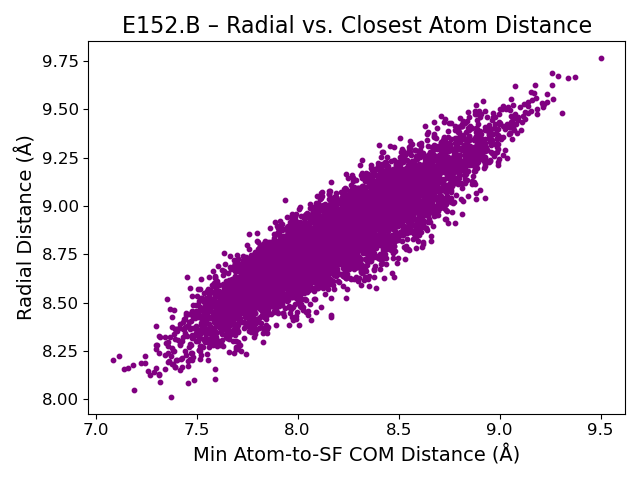 E152.B – Radial vs. Closest Atom Distance
9.75
9.50
9.25
9.00
8.75
8.50
8.25
8.00
Radial Distance (Å)
7.0 7.5 8.0 8.5 9.0 9.5
Min Atom-to-SF COM Distance (Å)